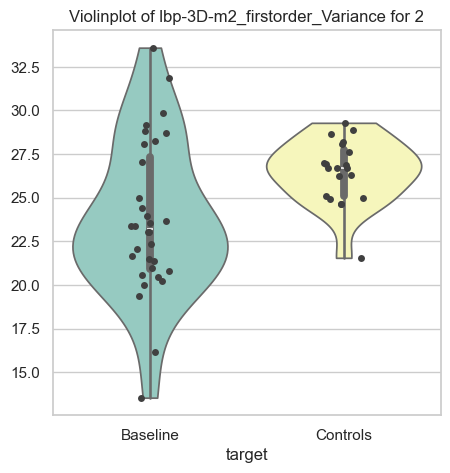 Violinplot of lbp-3D-m2_firstorder_Variance for 2
32.5
30.0
27.5
25.0
22.5
20.0
17.5
15.0
Baseline Controls
target